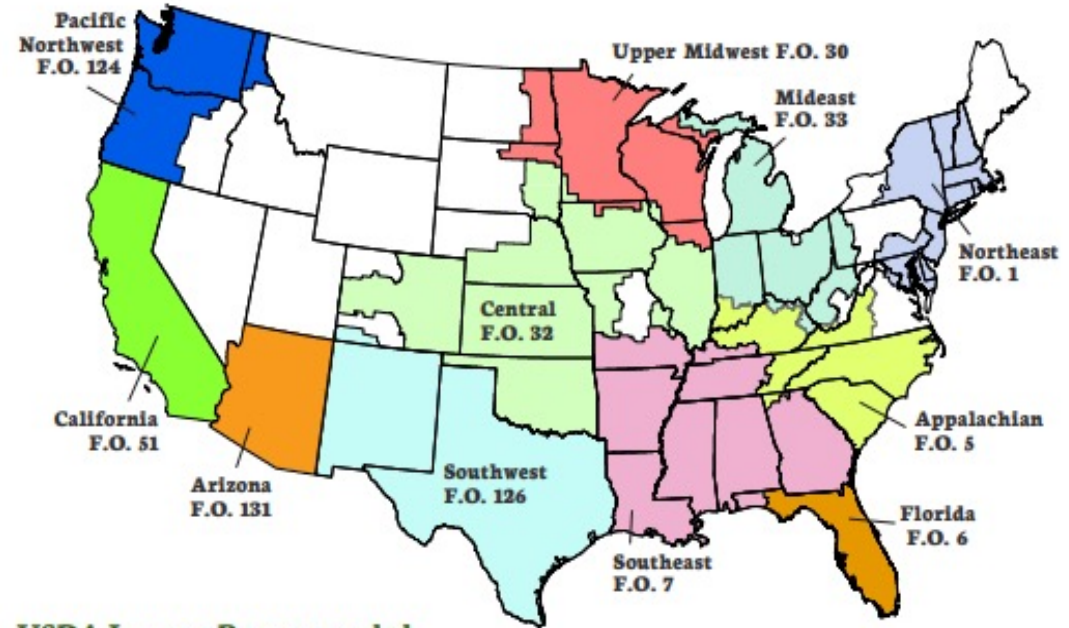 Pacific
Northwest
F.O. 124
Upper Midwest F.O. 30
Mideast
F.O. 33
Northeast
F.O. 1
Central
F.O. 32
California
F.O. 51
Appalachian
F.O. 5
Arizona
F.O. 131
Southwest
F.O. 126
Florida
F.O. 6
Southeast
F.O. 7
USDA